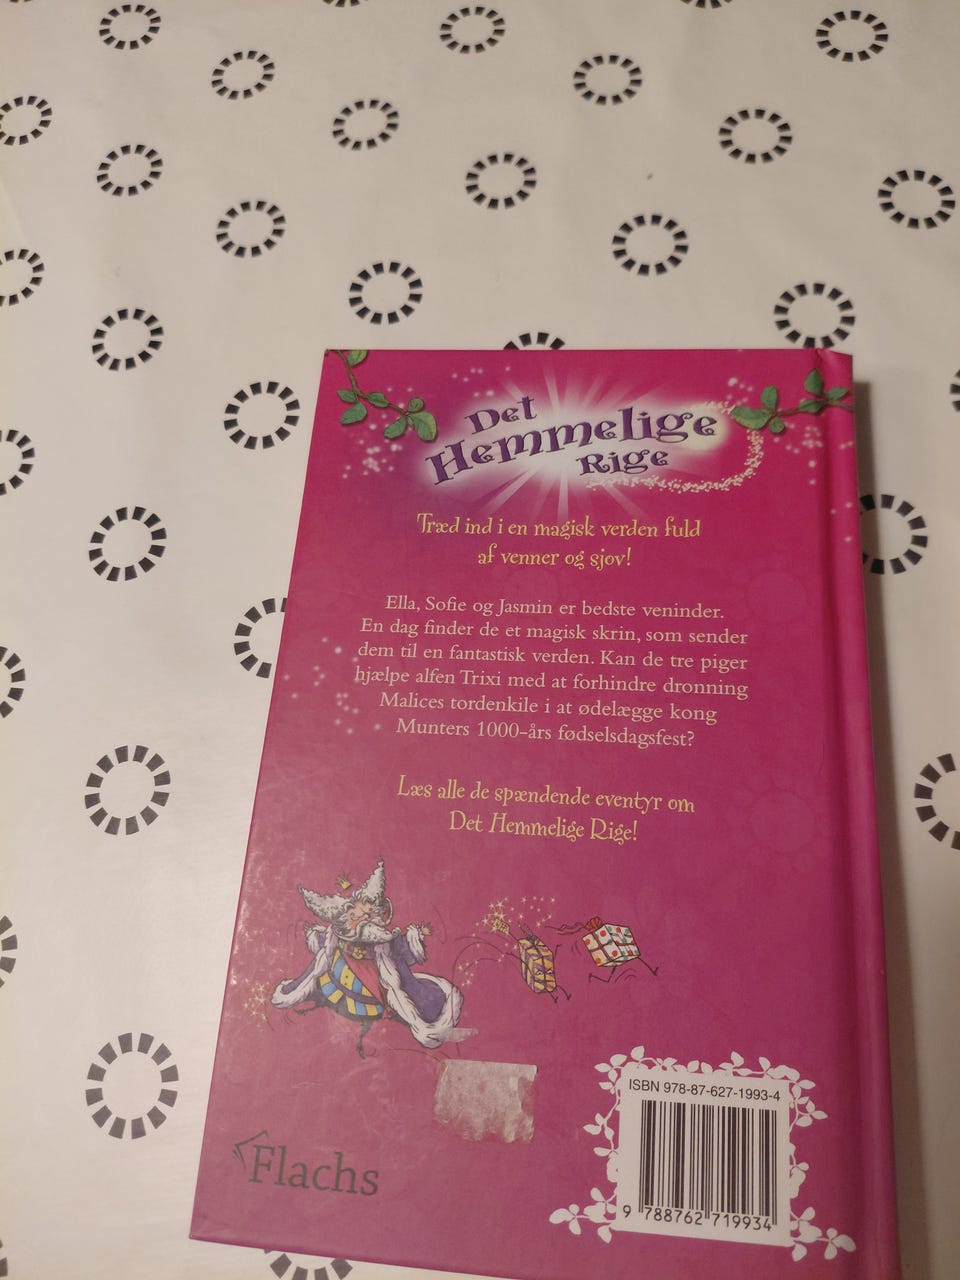 Det
Hemmelige
Rige
Træd ind i en magisk verden fuld
af venner og sjov!
Ella, Sofie og Jasmin er bedste veninder.
En dag finder de et magisk skrin, som sender
dem til en fantastisk verden. Kan de tre piger
hjælpe alfen Trixi med at forhindre dronning
Malices tordenkile i at ødelægge kong
Munters 1000-års fødselsdagsfest?
Læs alle de spændende eventyr om
Det Hemmelige Rige!
ISBN 978-87-627-1993-4
9 788762 719934
Flachs